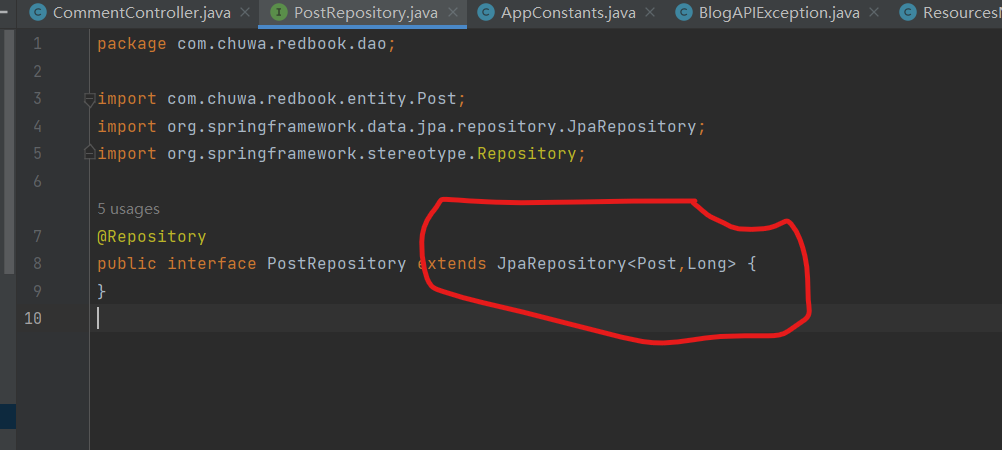 CommentController.java PostRepository.java AppConstants.java BlogAPIException.java Resources
1 package com.chuwa.redbook.dao;
2
3 import com.chuwa.redbook.entity.Post;
4 import org.springframework.data.jpa.repository.JpaRepository;
5 import org.springframework.stereotype.Repository;
6
5 usages
7 @Repository
8 public interface PostRepository extends JpaRepository<Post,Long> {
9 }
10